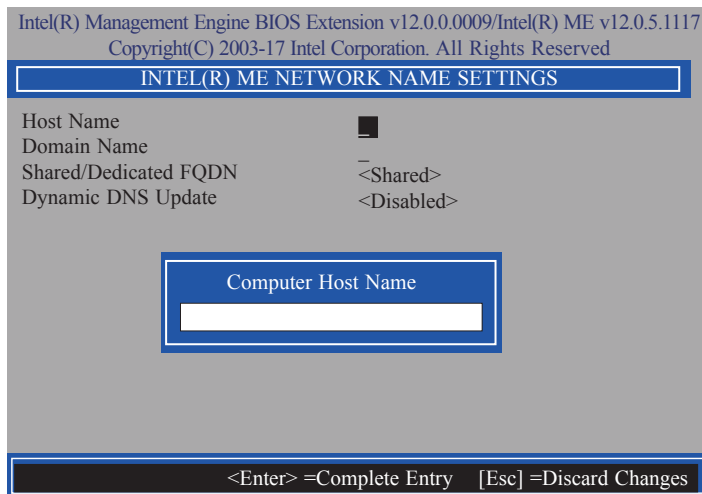 Intel(R) Management Engine BIOS Extension v12.0.0.0009/Intel(R) ME v12.0.5.1117
Copyright(C) 2003-17 Intel Corporation. All Rights Reserved
INTEL(R) ME NETWORK NAME SETTINGS
Host Name _
Domain Name _
Shared/Dedicated FQDN <Shared>
Dynamic DNS Update <Disabled>
Computer Host Name
<Enter> =Complete Entry [Esc] =Discard Changes